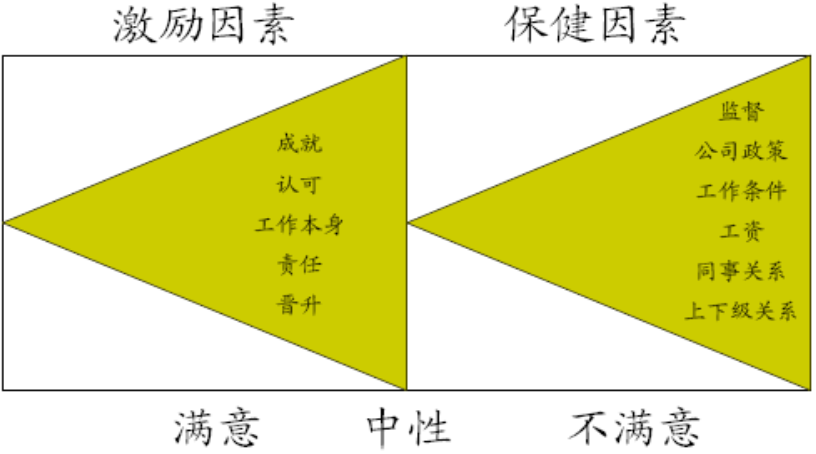 激励因素
保健因素
成就
认可
工作本身
责任
晋升
监督
公司政策
工作条件
工资
同事关系
上下级关系
满意
中性
不满意